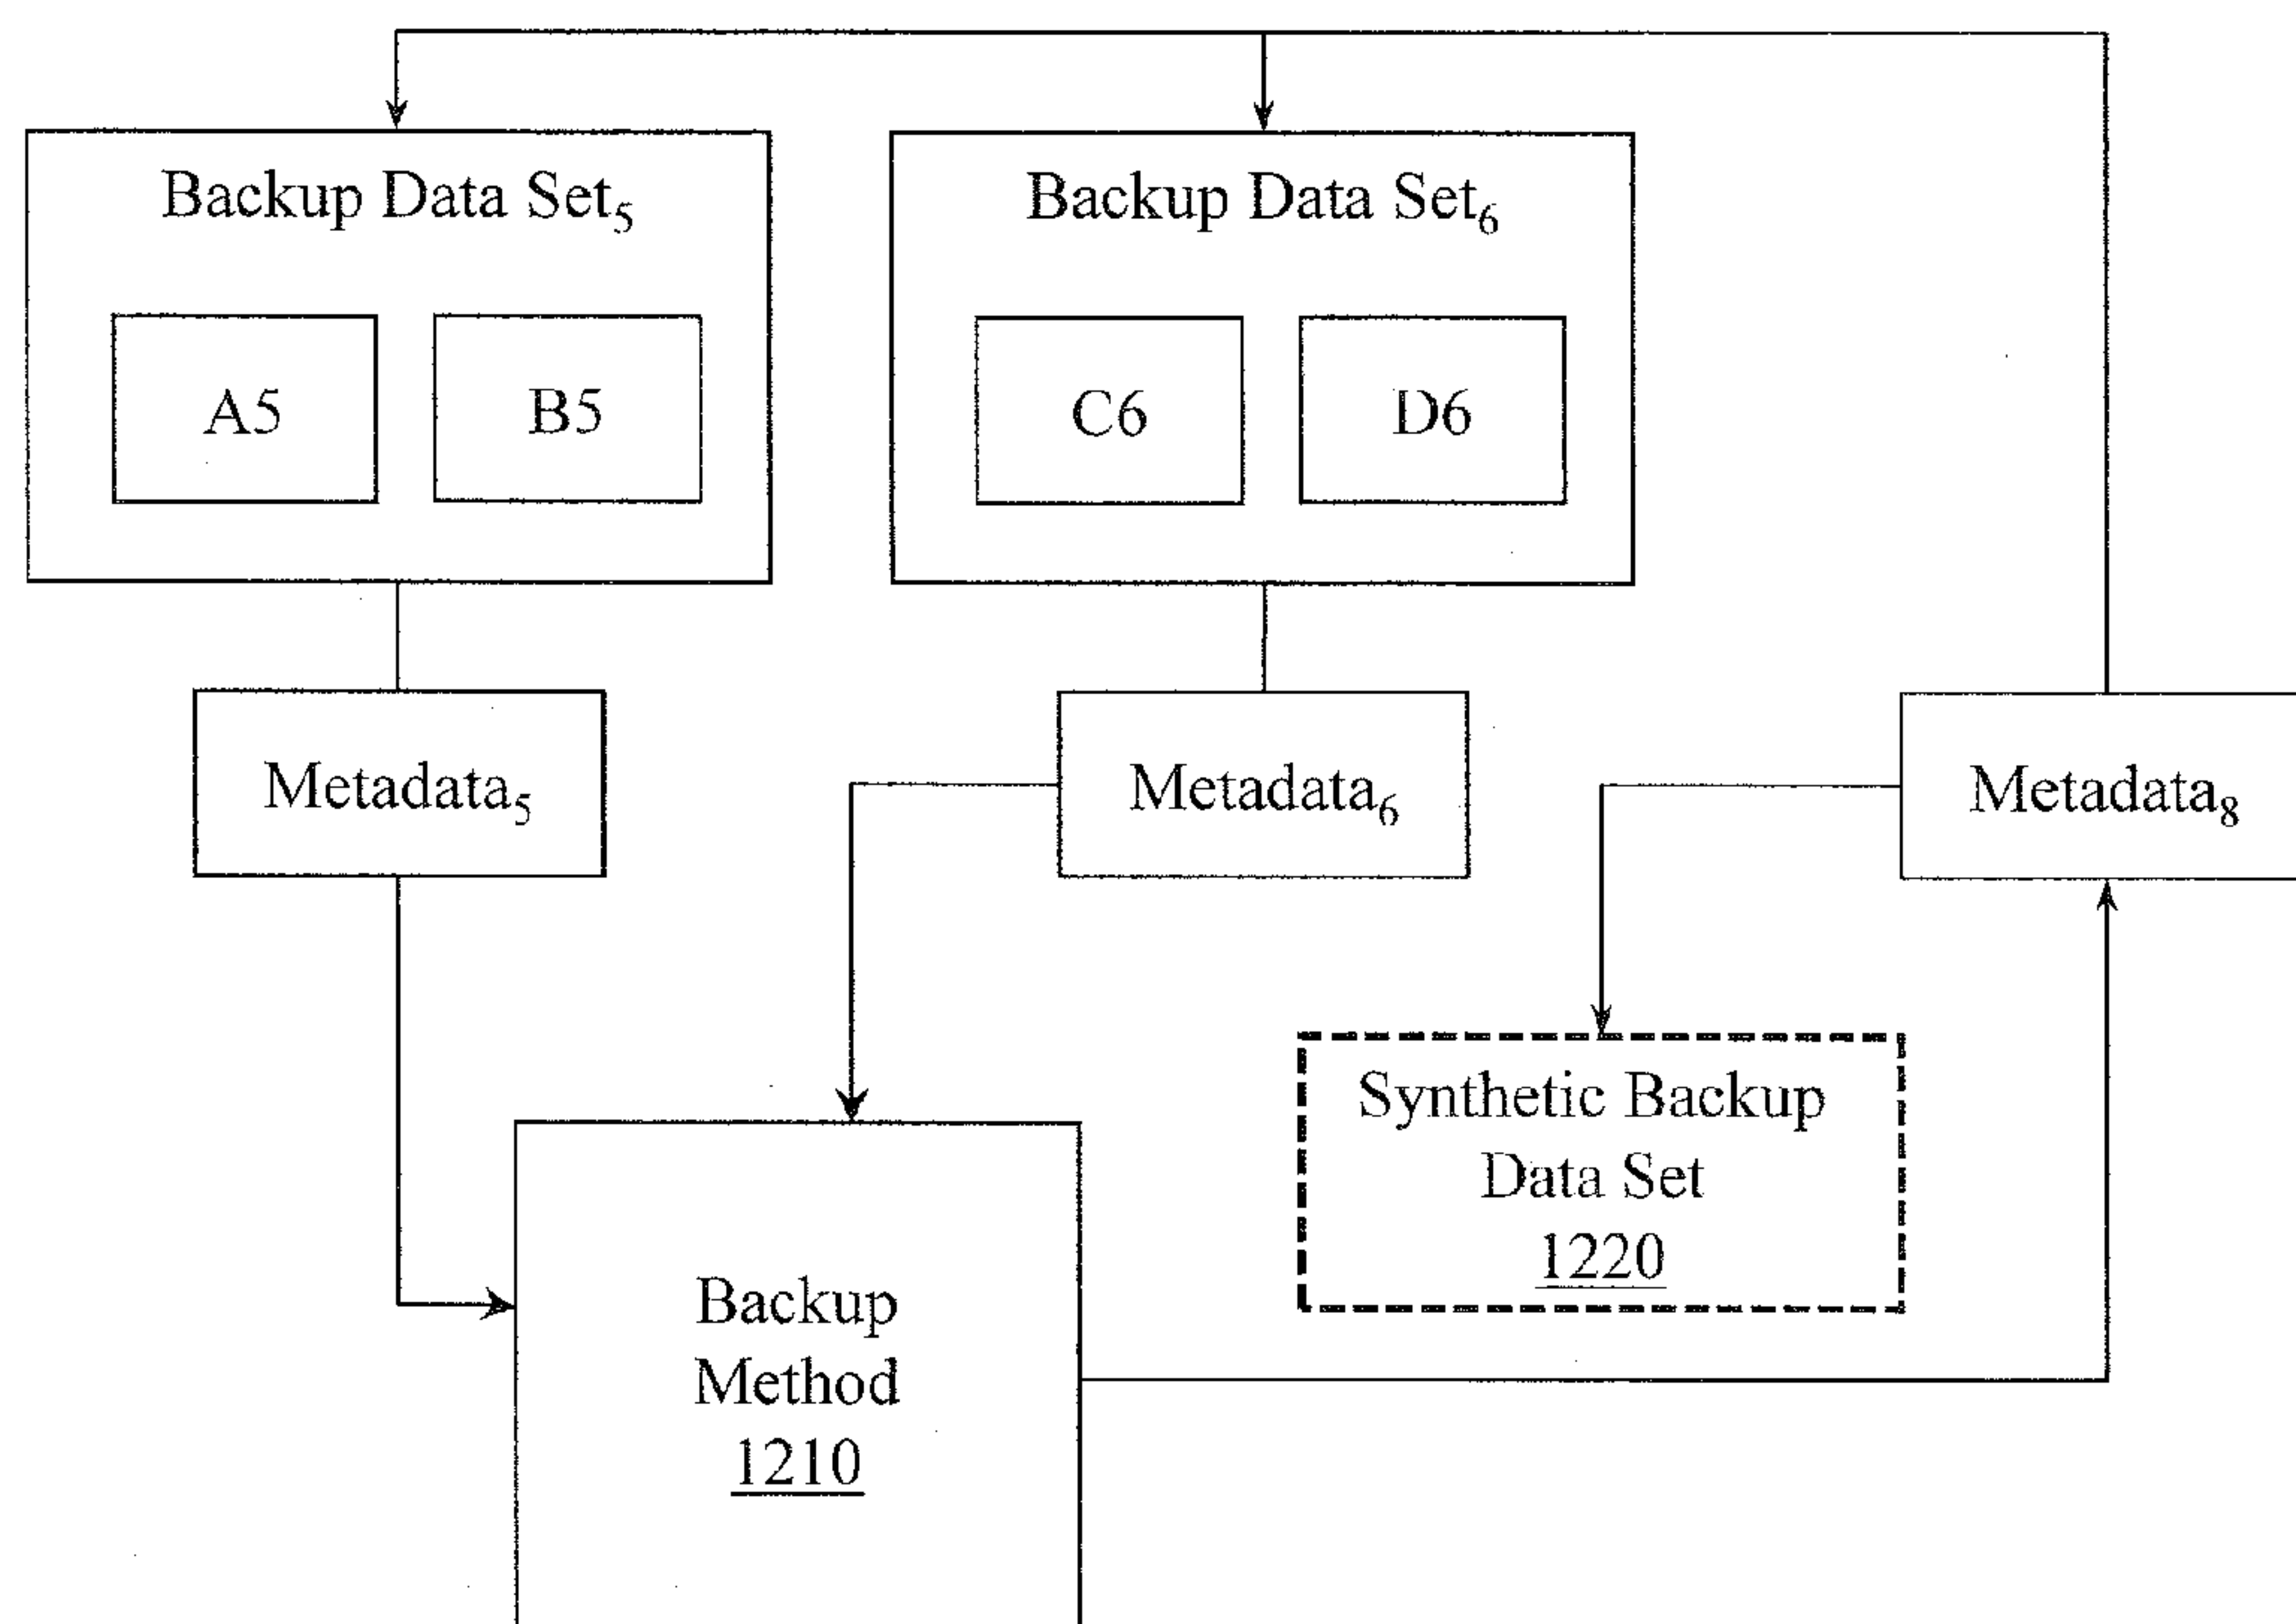 Backup Data Set₅
Backup Data Set₆
A5
B5
C6
D6
Metadata₅
Metadata₆
Metadata₈
Synthetic Backup
Data Set
1220
Backup
Method
1210